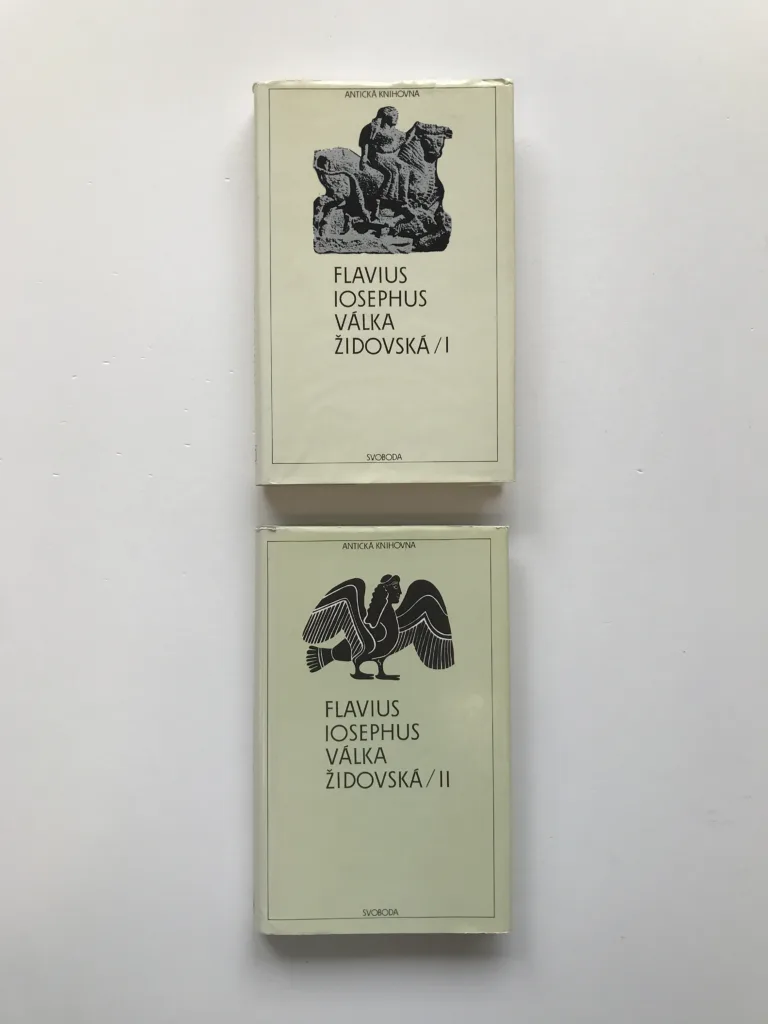 ANTICKÁ KNIHOVNA
FLAVIUS
IOSEPHUS
VÁLKA
ŽIDOVSKÁ/I
SVOBODA
ANTICKÁ KNIHOVNA
FLAVIUS
IOSEPHUS
VÁLKA
ŽIDOVSKÁ/II
SVOBODA